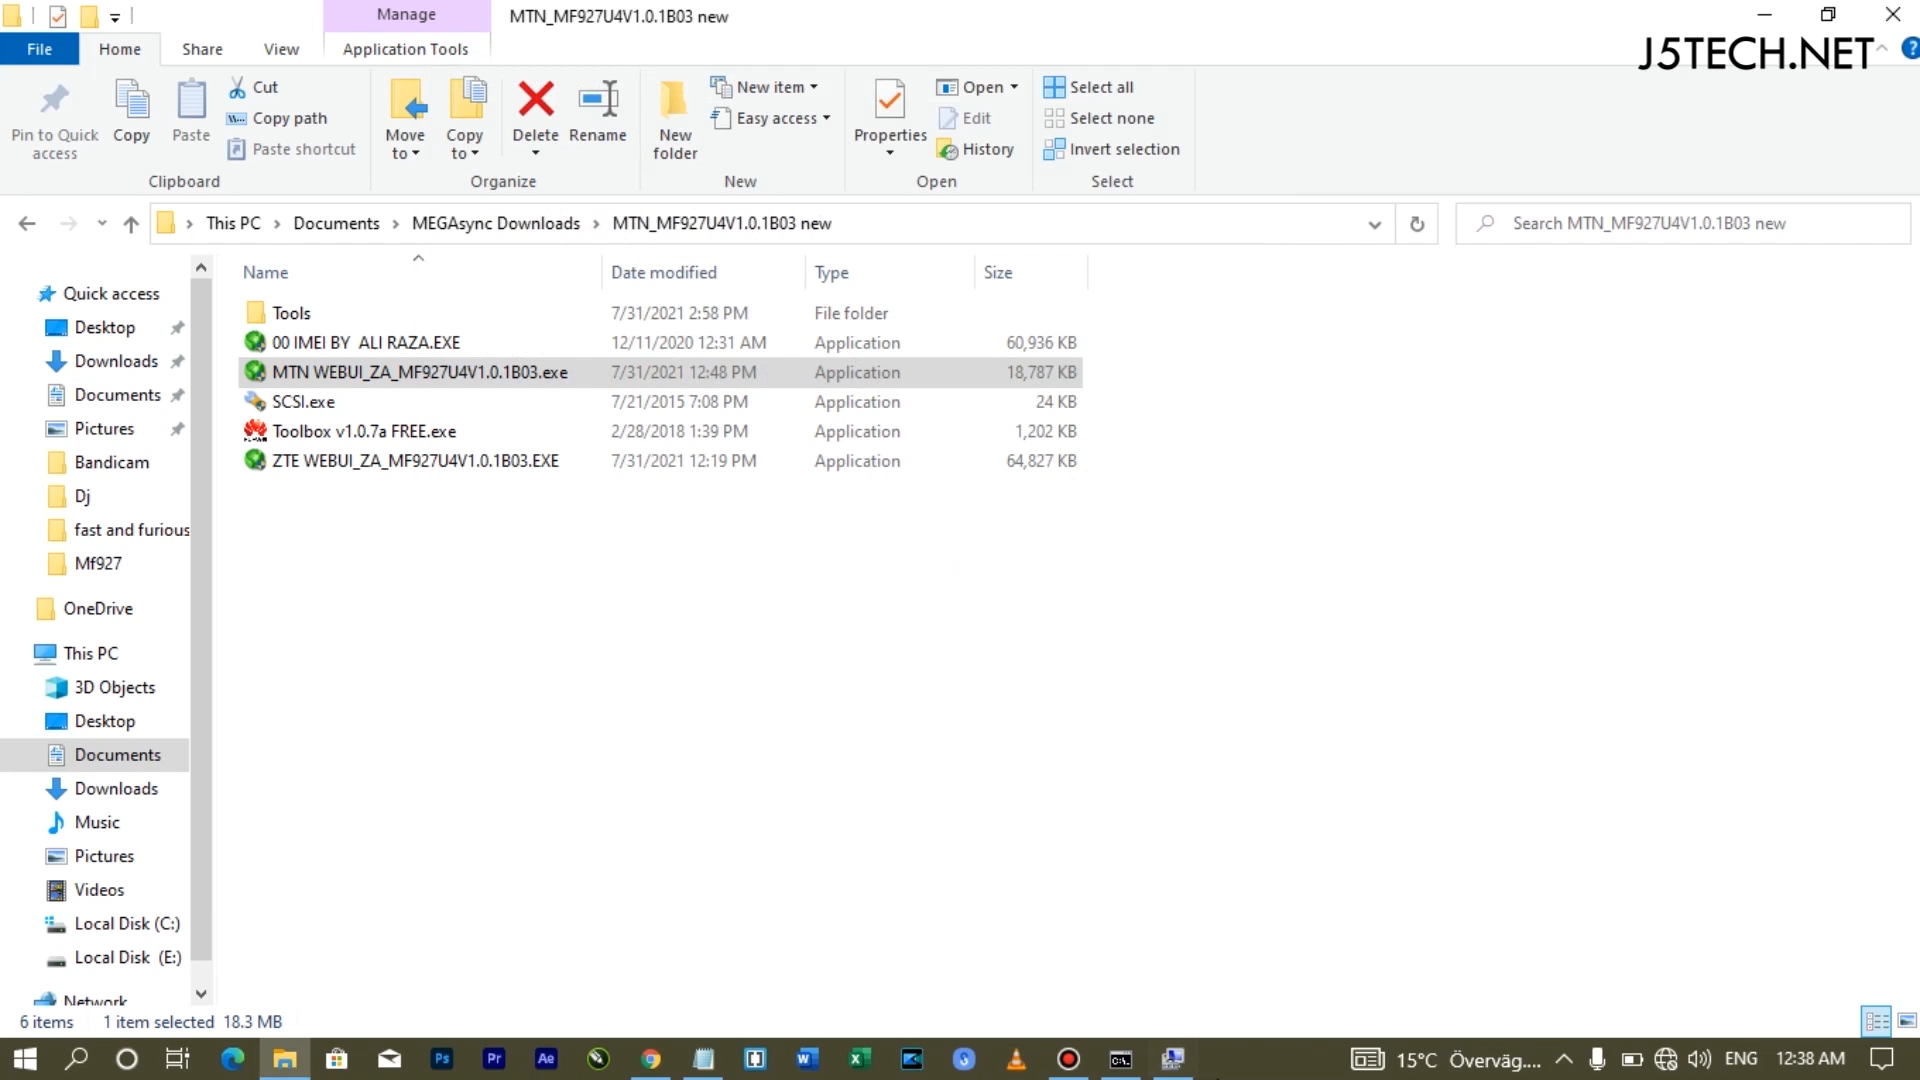 Manage
MTN_MF927U4V1.0.1B03 new
File
Home
Share
View
Application Tools
J5TECH.NET
Pin to Quick access
Copy
Paste
Cut
Copy path
Paste shortcut
Clipboard
Move to
Copy to
Delete
Rename
Organize
New folder
New item
Easy access
New
Properties
Open
Edit
History
Open
Select all
Select none
Invert selection
Select
This PC > Documents > MEGAsync Downloads > MTN_MF927U4V1.0.1B03 new
Search MTN_MF927U4V1.0.1B03 new
Quick access
Desktop
Downloads
Documents
Pictures
Bandicam
Dj
fast and furious
Mf927
OneDrive
This PC
3D Objects
Desktop
Documents
Downloads
Music
Pictures
Videos
Local Disk (C:)
Local Disk (E:)
Network
Name Date modified Type Size
Tools 7/31/2021 2:58 PM File folder
00 IMEI BY ALI RAZA.EXE 12/11/2020 12:31 AM Application 60,936 KB
MTN WEBUI_ZA_MF927U4V1.0.1B03.exe 7/31/2021 12:48 PM Application 18,787 KB
SCSI.exe 7/21/2015 7:08 PM Application 24 KB
Toolbox v1.0.7a FREE.exe 2/28/2018 1:39 PM Application 1,202 KB
ZTE WEBUI_ZA_MF927U4V1.0.1B03.EXE 7/31/2021 12:19 PM Application 64,827 KB
6 items 1 item selected 18.3 MB
Ps
Pr
Ae
15°C Överväg.... ENG 12:38 AM